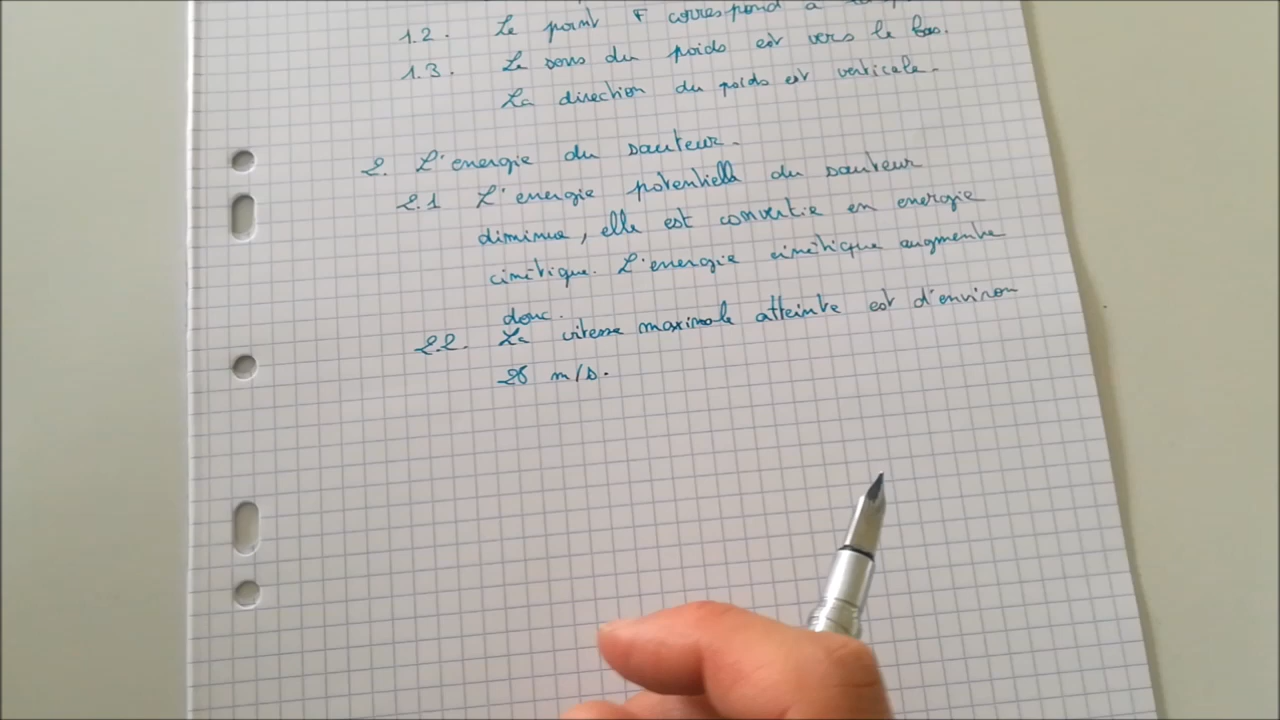 1.2. Le point F correspond à
1.3. Le sens du poids est vers le bas.
La direction du poids est verticale.
2. L'energie du sauteur.
2.1 L'energie potentielle du sauteur
diminue, elle est convertie en energie
cinétique. L'energie cinétique augmente
donc.
2.2. La vitesse maximale atteinte est d'environ
26 m/s.